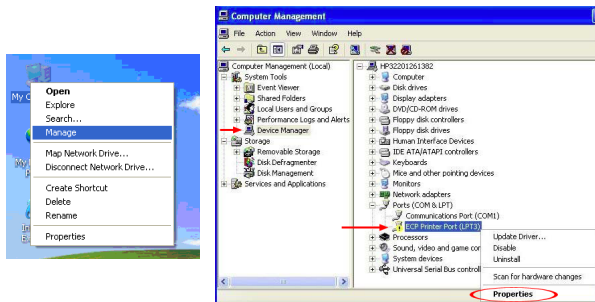 My C
My
P
Int
E
Open
Explore
Search...
Manage
Map Network Drive...
Disconnect Network Drive...
Create Shortcut
Delete
Rename
Properties
Computer Management
File Action View Window Help
Computer Management (Local)
System Tools
Event Viewer
Shared Folders
Local Users and Groups
Performance Logs and Alerts
Device Manager
Storage
Removable Storage
Disk Defragmenter
Disk Management
Services and Applications
HP32201261382
Computer
Disk drives
Display adapters
DVD/CD-ROM drives
Floppy disk controllers
Floppy disk drives
Human Interface Devices
IDE ATA/ATAPI controllers
Keyboards
Mice and other pointing devices
Monitors
Network adapters
Ports (COM & LPT)
Communications Port (COM1)
ECP Printer Port (LPT3)
Processors
Sound, video and game cor
System devices
Universal Serial Bus control
Update Driver...
Disable
Uninstall
Scan for hardware changes
Properties